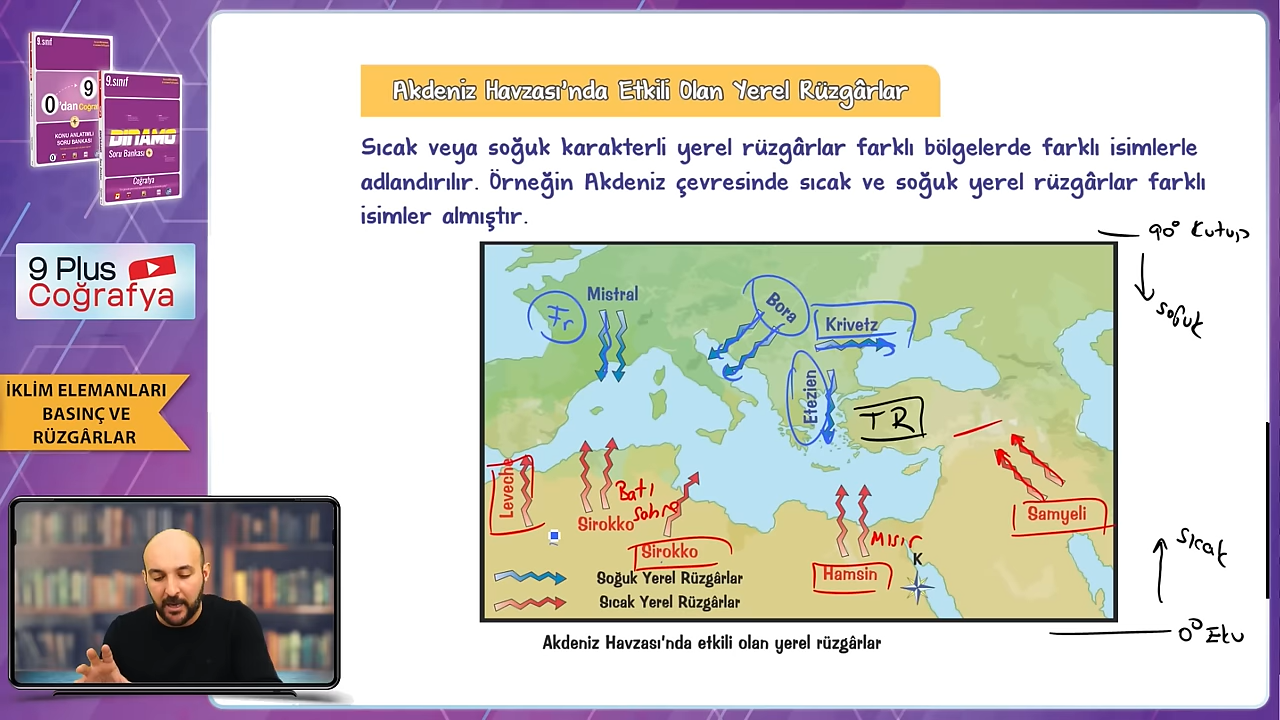 9.sınıf
0'dan 9
KONU ANLATIMLI
SORU BANKASI
9.sınıf
DİNAMO
Soru Bankası
Coğrafya
9 Plus
Coğrafya
İKLİM ELEMANLARI
BASINÇ VE
RÜZGÂRLAR
Akdeniz Havzası'nda Etkili Olan Yerel Rüzgârlar
Sıcak veya soğuk karakterli yerel rüzgârlar farklı bölgelerde farklı isimlerle
adlandırılır. Örneğin Akdeniz çevresinde sıcak ve soğuk yerel rüzgârlar farklı
isimler almıştır.
90° Kutup
soğuk
Mistral
Fr
Bora
Krivetz
Etezien
TR
Leveche
Batı
Sahra
Sirokko
Sirokko
Mısır
Hamsin
K
Samyeli
Soğuk Yerel Rüzgârlar
Sıcak Yerel Rüzgârlar
sıcak
0° Ekv
Akdeniz Havzası'nda etkili olan yerel rüzgârlar